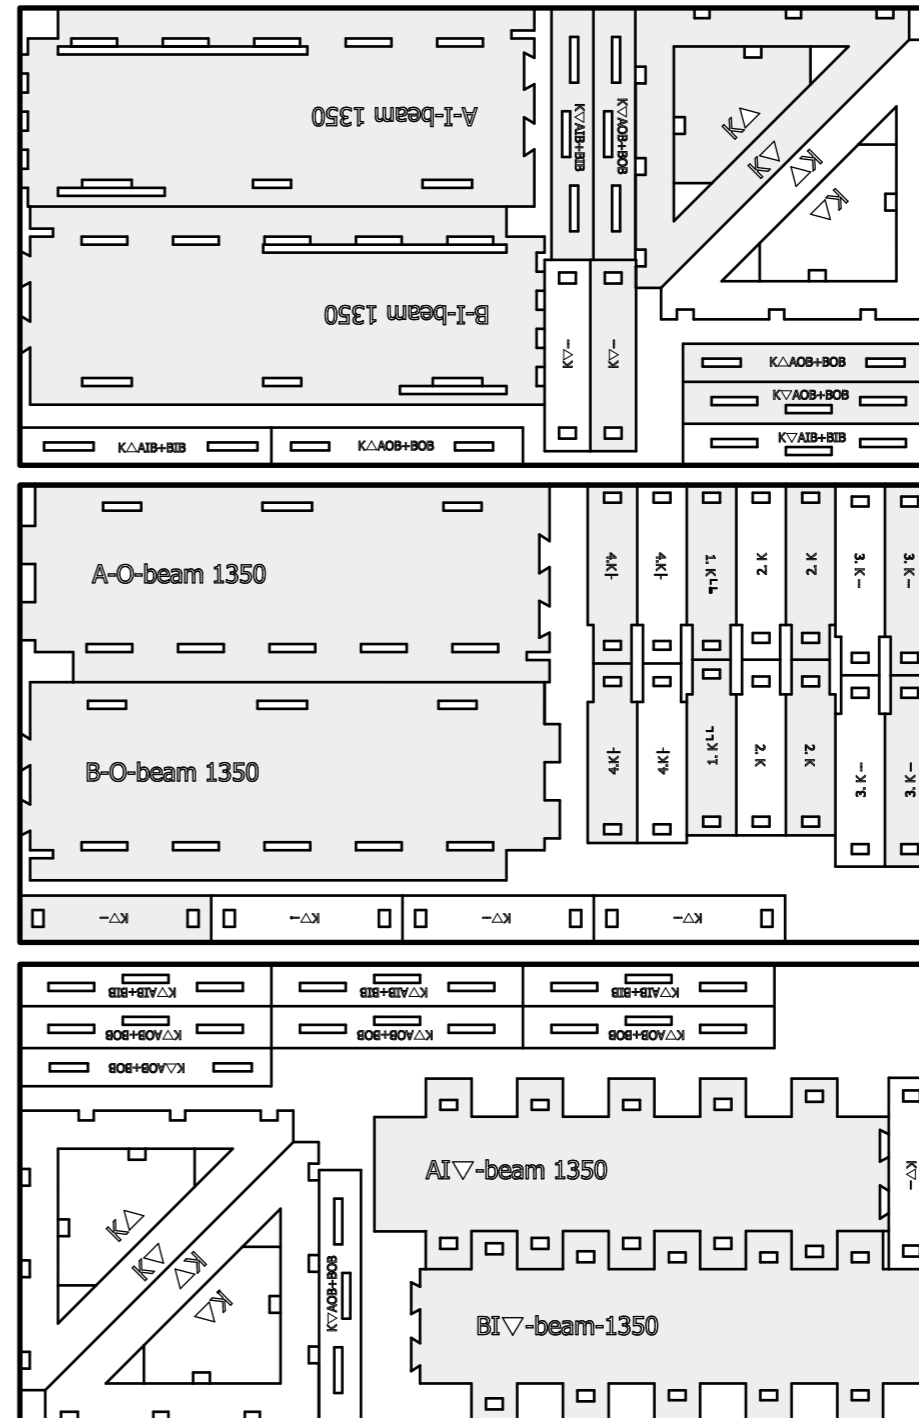 A-I-beam 1350
K▽AIB+BIB
K▽AOB+BOB
K△
K▽
K▽
K△
B-I-beam 1350
K▽--
K▽--
K△AOB+BOB
K▽AOB+BOB
K▽AIB+BIB
K△AIB+BIB
K△AOB+BOB
A-O-beam 1350
4.K|-
4.K|-
1. K
2. K
2. K
3. K --
3. K --
B-O-beam 1350
4.K|-
4.K|-
1. K
2. K
2. K
3. K --
3. K --
K▽--
K▽--
K▽--
K▽--
K▽AIB+BIB
K▽AIB+BIB
K▽AIB+BIB
K▽AOB+BOB
K▽AOB+BOB
K▽AOB+BOB
K△AOB+BOB
K△
K▽
K▽
K△
K▽AOB+BOB
AI▽-beam 1350
K▽--
BI▽-beam-1350